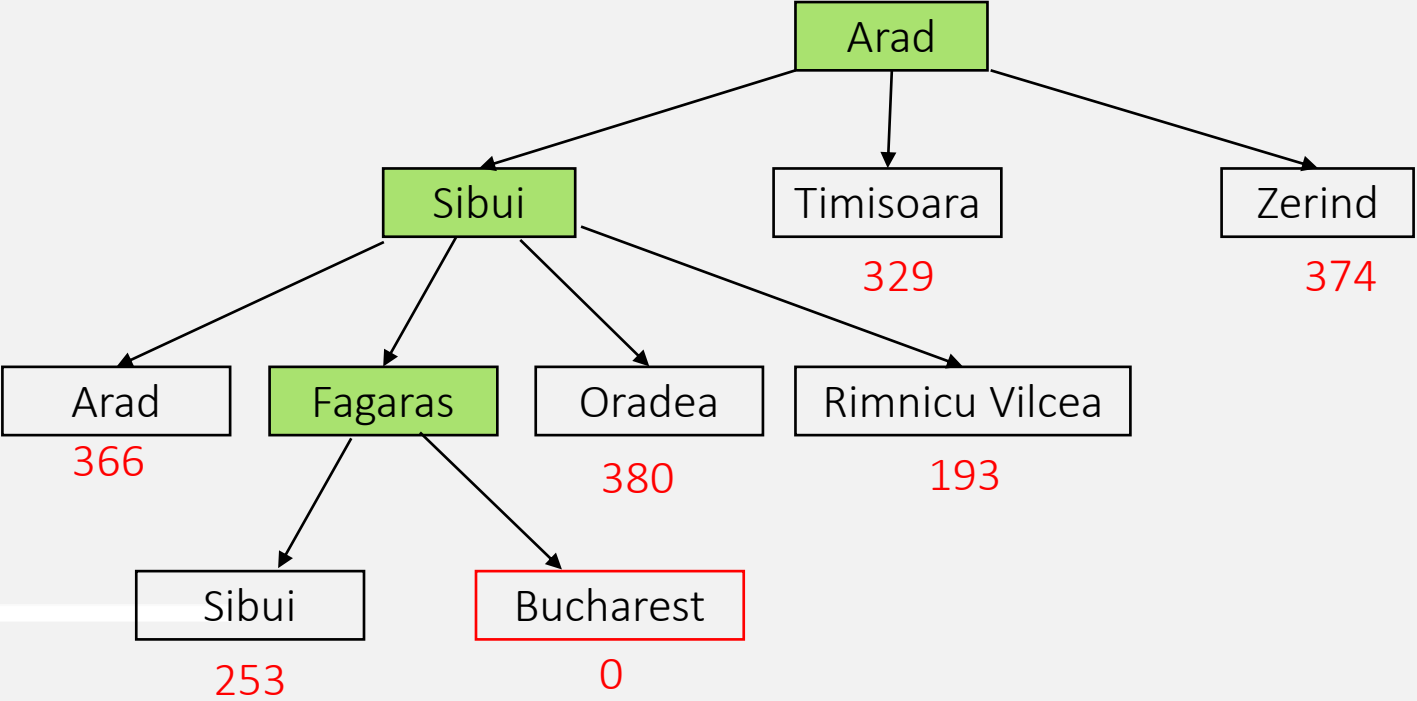 Arad
Sibui
Timisoara
Zerind
329
374
Arad
Fagaras
Oradea
Rimnicu Vilcea
366
380
193
Sibui
Bucharest
253
0